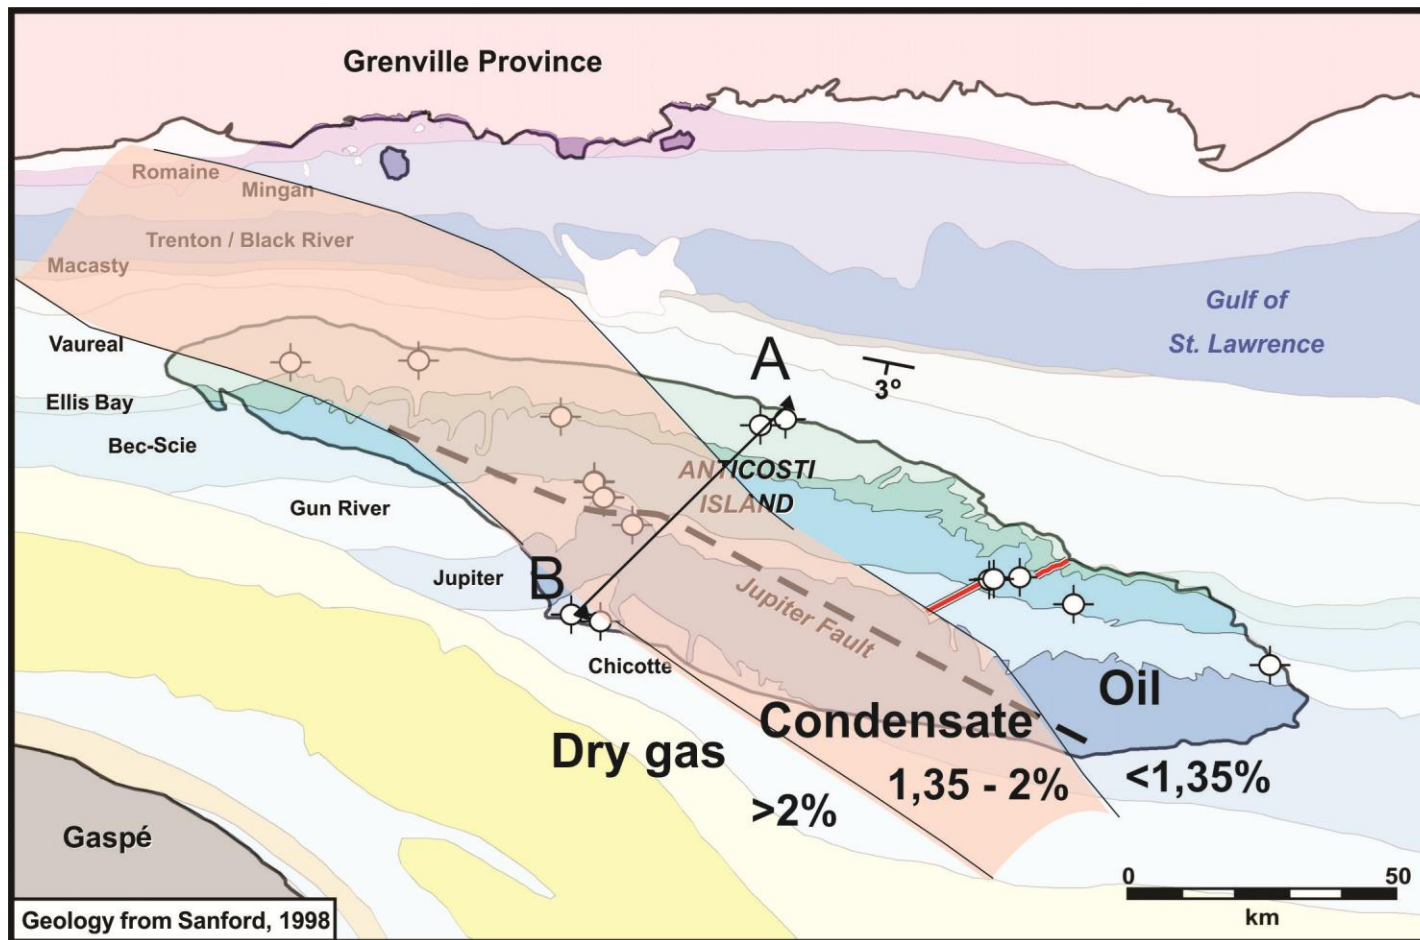 Grenville Province
Romaine
Mingan
Trenton / Black River
Macasty
Gulf of
St. Lawrence
Vaureal
A
3°
Ellis Bay
Bec-Scie
ANTICOSTI
ISLAND
Gun River
Jupiter
B
Jupiter Fault
Chicotte
Oil
Condensate
Dry gas
1,35 - 2%
<1,35%
>2%
Gaspé
0
50
km
Geology from Sanford, 1998